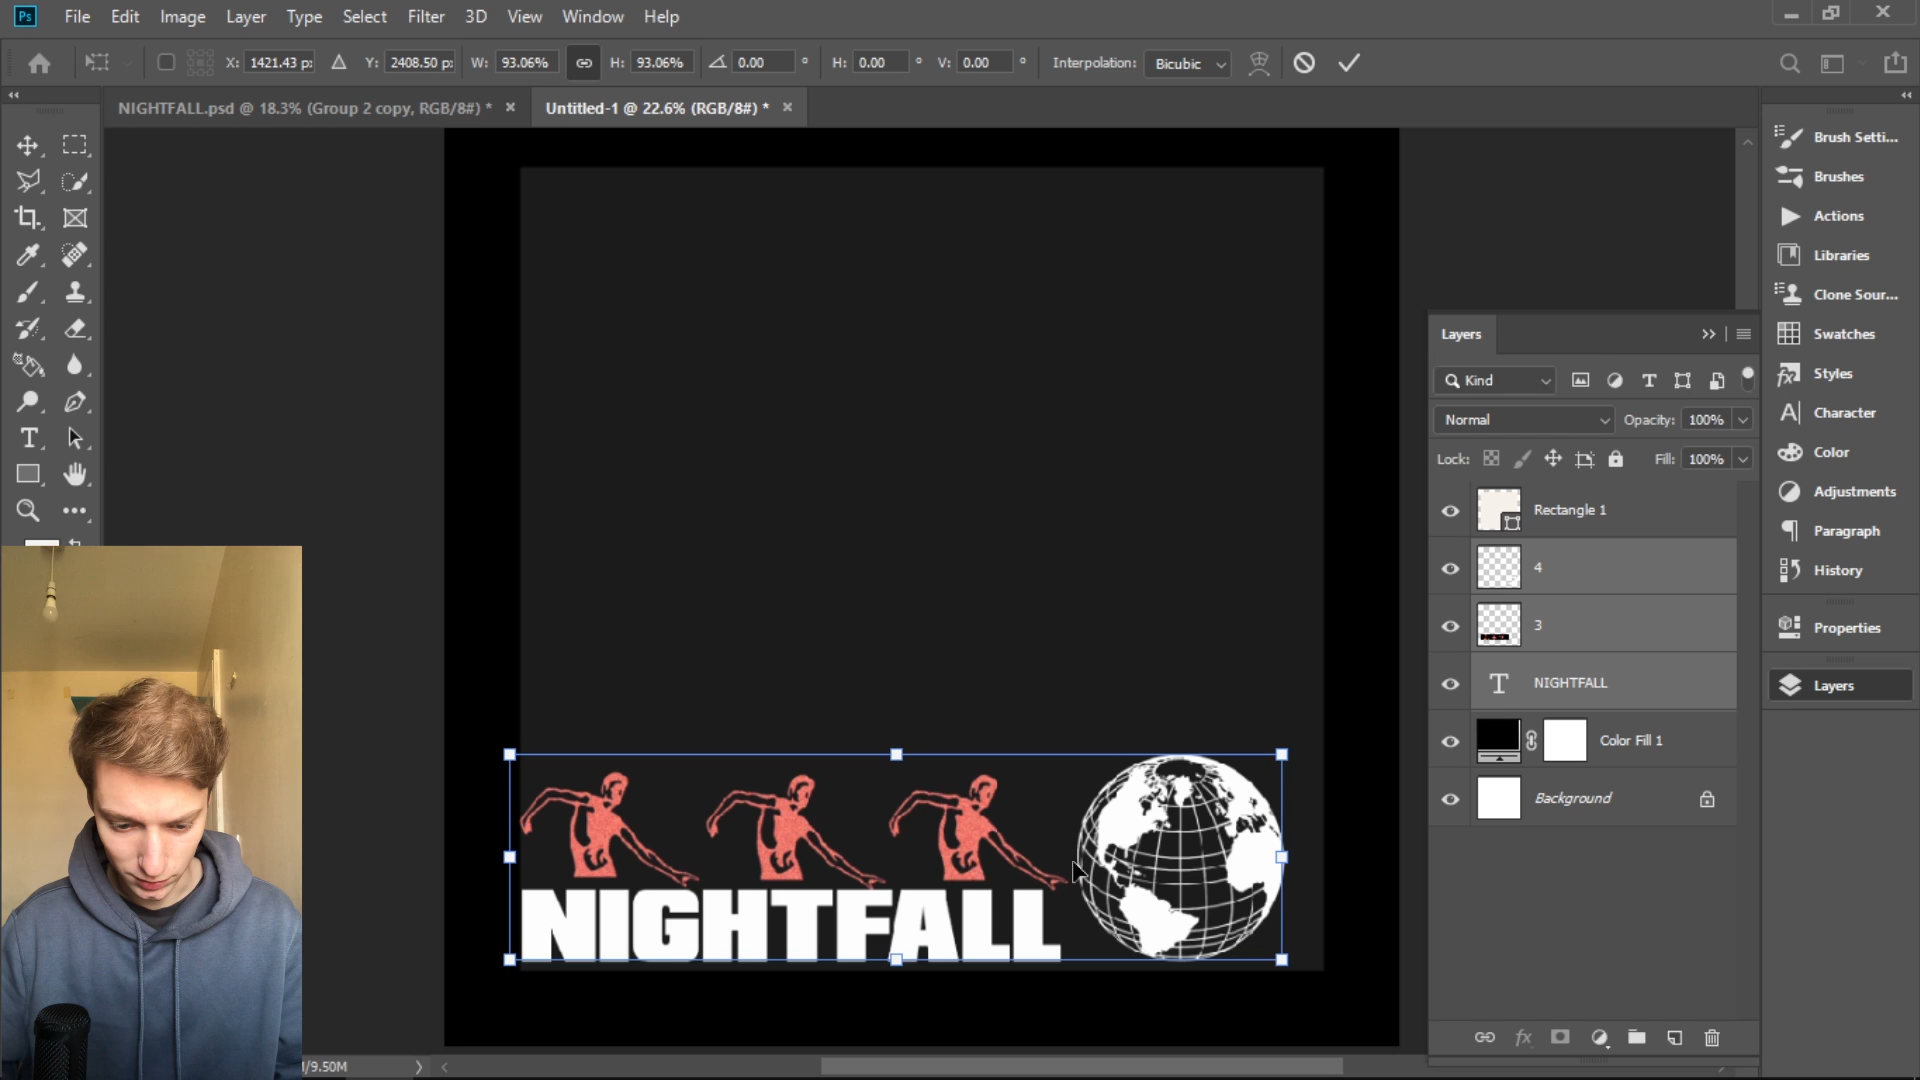 Ps File Edit Image Layer Type Select Filter 3D View Window Help
X: 1421.43 p Y: 2408.50 p W: 93.06% H: 93.06% 0.00 ° H: 0.00 ° V: 0.00 ° Interpolation: Bicubic
NIGHTFALL.psd @ 18.3% (Group 2 copy, RGB/8#) * Untitled-1 @ 22.6% (RGB/8#) *
Brush Setti...
Brushes
Actions
Libraries
Clone Sour...
Swatches
Styles
Character
Color
Adjustments
Paragraph
History
Properties
Layers
Layers
Kind
Normal Opacity: 100%
Lock: Fill: 100%
Rectangle 1
4
3
NIGHTFALL
Color Fill 1
Background
NIGHTFALL
/9.50M